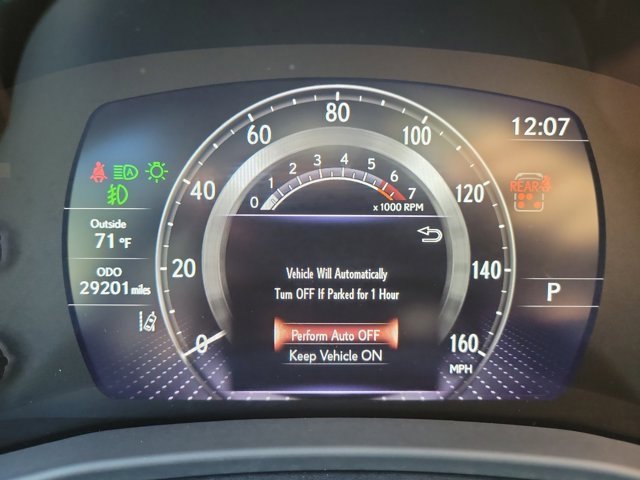 12:07
A
REAR
Outside
71 °F
ODO
29201 miles
0
20
40
60
80
100
120
140
160
MPH
0
1
2
3
4
5
6
7
x 1000 RPM
Vehicle Will Automatically
Turn OFF If Parked for 1 Hour
Perform Auto OFF
Keep Vehicle ON
P